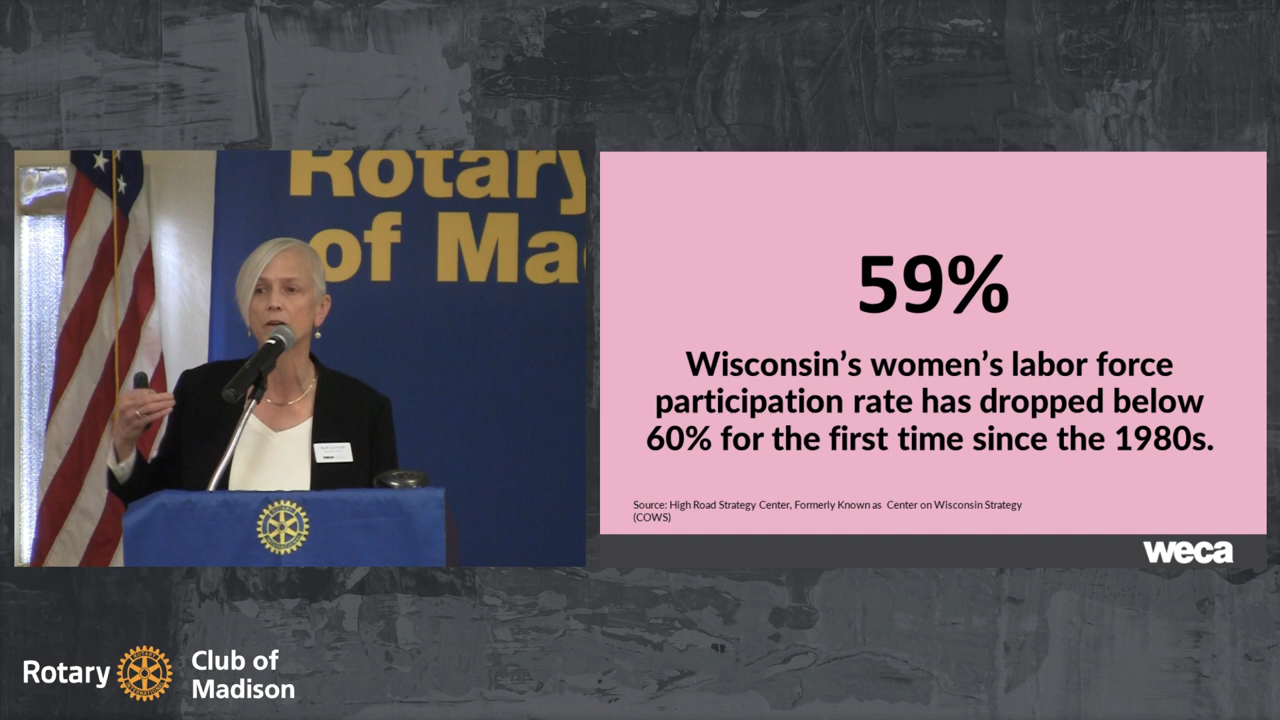 Rotary
of Ma
59%
Wisconsin’s women’s labor force
participation rate has dropped below
60% for the first time since the 1980s.
Source: High Road Strategy Center, Formerly Known as Center on Wisconsin Strategy
(COWS)
weca
weca
Rotary
Club of
Madison